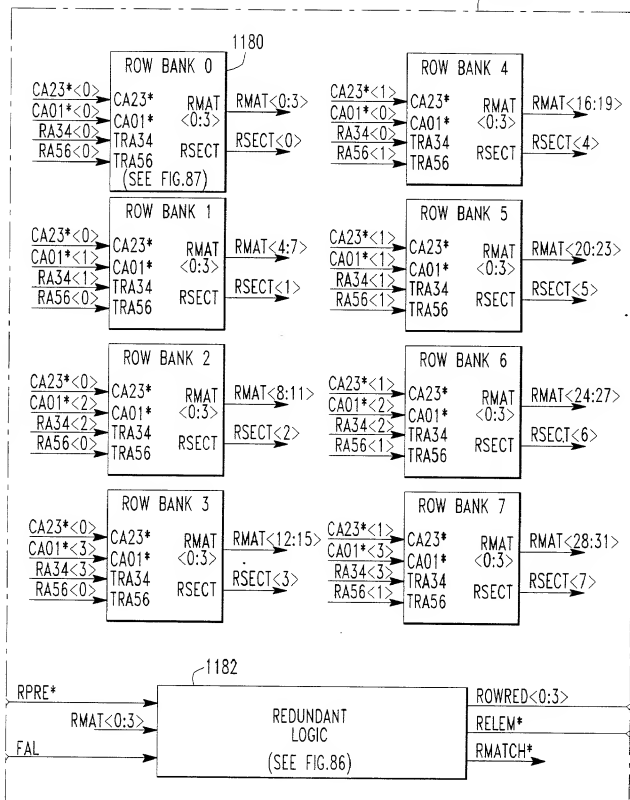 1180
ROW BANK 0
CA23*<0>
CA01*<0>
RA34<0>
RA56<0>
CA23*
CA01*
TRA34
TRA56
RMAT
<0:3>
RSECT
(SEE FIG.87)
RMAT<0:3>
RSECT<0>
ROW BANK 4
CA23*<1>
CA01*<0>
RA34<0>
RA56<1>
CA23*
CA01*
TRA34
TRA56
RMAT
<0:3>
RSECT
RMAT<16:19>
RSECT<4>
ROW BANK 1
CA23*<0>
CA01*<1>
RA34<1>
RA56<0>
CA23*
CA01*
TRA34
TRA56
RMAT
<0:3>
RSECT
RMAT<4:7>
RSECT<1>
ROW BANK 5
CA23*<1>
CA01*<1>
RA34<1>
RA56<1>
CA23*
CA01*
TRA34
TRA56
RMAT
<0:3>
RSECT
RMAT<20:23>
RSECT<5>
ROW BANK 2
CA23*<0>
CA01*<2>
RA34<2>
RA56<0>
CA23*
CA01*
TRA34
TRA56
RMAT
<0:3>
RSECT
RMAT<8:11>
RSECT<2>
ROW BANK 6
CA23*<1>
CA01*<2>
RA34<2>
RA56<1>
CA23*
CA01*
TRA34
TRA56
RMAT
<0:3>
RSECT
RMAT<24:27>
RSECT<6>
ROW BANK 3
CA23*<0>
CA01*<3>
RA34<3>
RA56<0>
CA23*
CA01*
TRA34
TRA56
RMAT
<0:3>
RSECT
RMAT<12:15>
RSECT<3>
ROW BANK 7
CA23*<1>
CA01*<3>
RA34<3>
RA56<1>
CA23*
CA01*
TRA34
TRA56
RMAT
<0:3>
RSECT
RMAT<28:31>
RSECT<7>
1182
RPRE*
RMAT<0:3>
FAL
REDUNDANT
LOGIC
(SEE FIG.86)
ROWRED<0:3>
RELEM*
RMATCH*